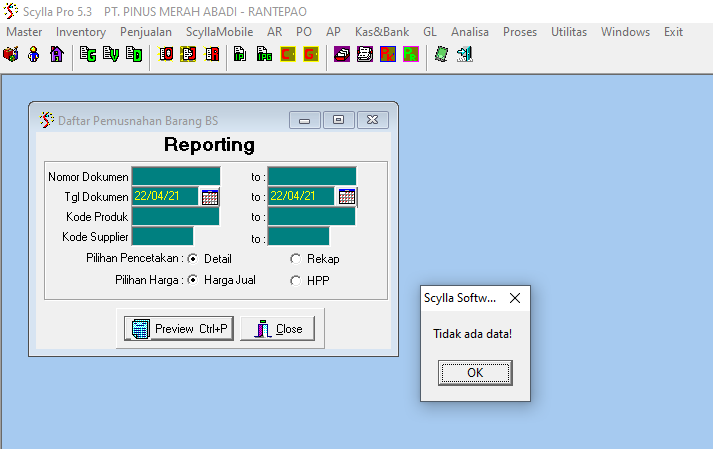 Scylla Pro 5.3 PT. PINUS MERAH ABADI - RANTEPAO
Master Inventory Penjualan ScyllaMobile AR PO AP Kas&Bank GL Analisa Proses Utilitas Windows Exit
Daftar Pemusnahan Barang BS
Reporting
Nomor Dokumen to :
Tgl Dokumen 22/04/21 to : 22/04/21
Kode Produk to :
Kode Supplier to :
Pilihan Pencetakan : Detail Rekap
Pilihan Harga : Harga Jual HPP
Preview Ctrl+P Close
Scylla Softw...
Tidak ada data!
OK